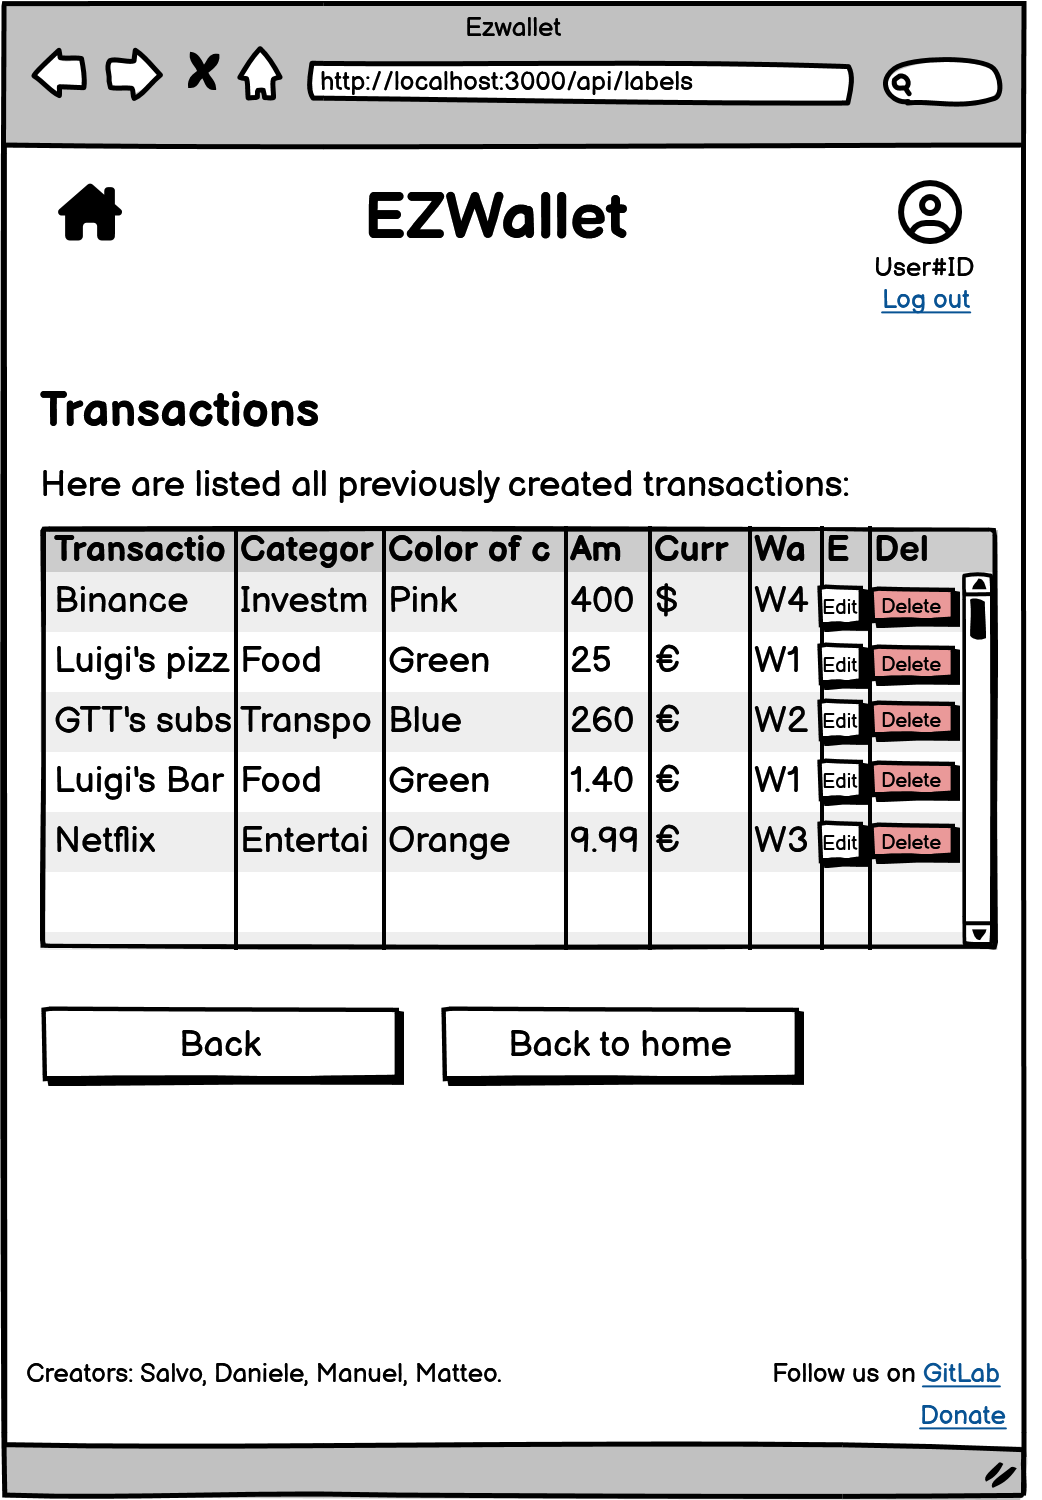 Ezwallet
http://localhost:3000/api/labels
EZWallet
User#ID
Log out
Transactions
Here are listed all previously created transactions:
Transactio Categor Color of c Am Curr Wa E Del
Binance Investm Pink 400 $ W4 Edit Delete
Luigi's pizz Food Green 25 € W1 Edit Delete
GTT's subs Transpo Blue 260 € W2 Edit Delete
Luigi's Bar Food Green 1.40 € W1 Edit Delete
Netflix Entertai Orange 9.99 € W3 Edit Delete
Back Back to home
Creators: Salvo, Daniele, Manuel, Matteo. Follow us on GitLab
Donate